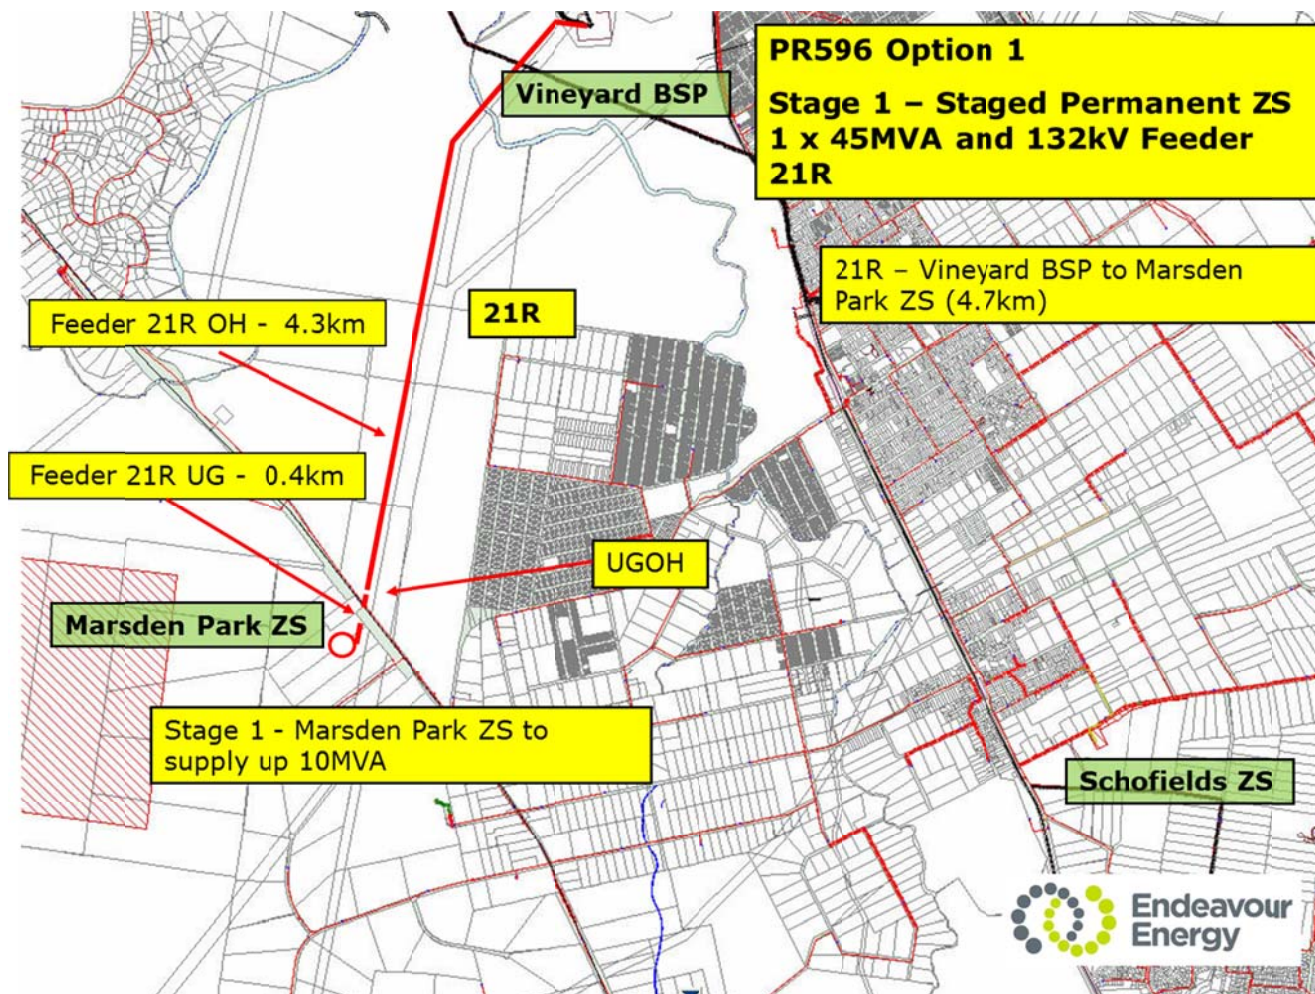 PR596 Option 1
Stage 1 – Staged Permanent ZS
1 x 45MVA and 132kV Feeder
21R
Vineyard BSP
21R – Vineyard BSP to Marsden
Park ZS (4.7km)
21R
Feeder 21R OH - 4.3km
Feeder 21R UG - 0.4km
UGOH
Marsden Park ZS
Stage 1 - Marsden Park ZS to
supply up 10MVA
Schofields ZS
Endeavour
Energy